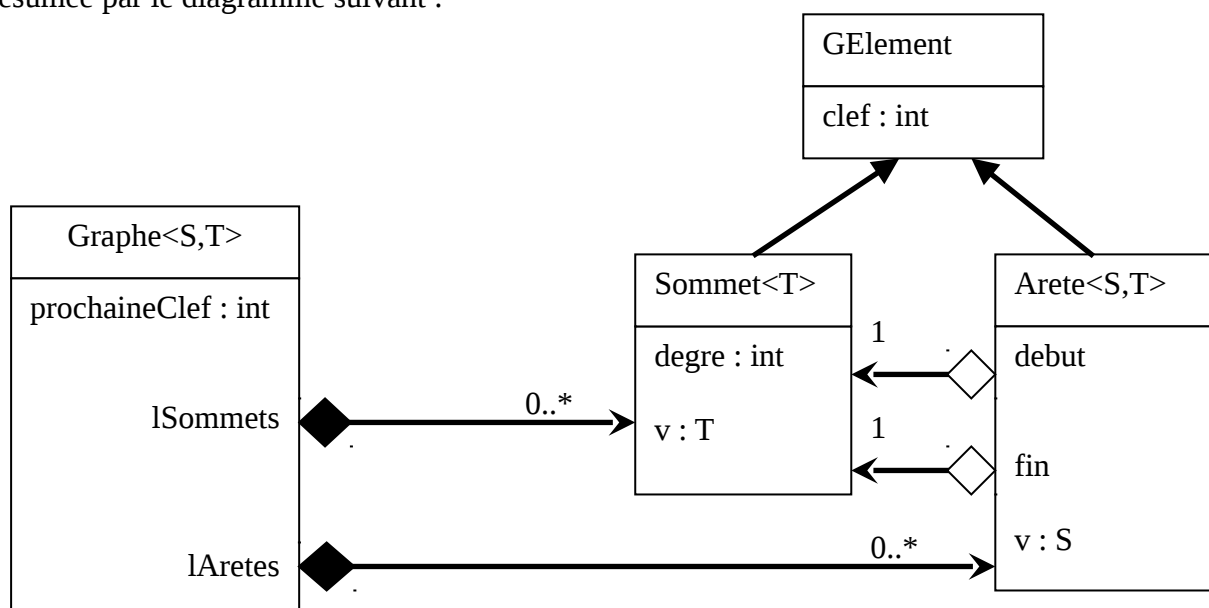 résumée par le diagramme suivant :
GElement
clef : int
Graphe<S,T>
prochaineClef : int
lSommets
lAretes
0..*
0..*
Sommet<T>
degre : int
v : T
1
1
Arete<S,T>
debut
fin
v : S